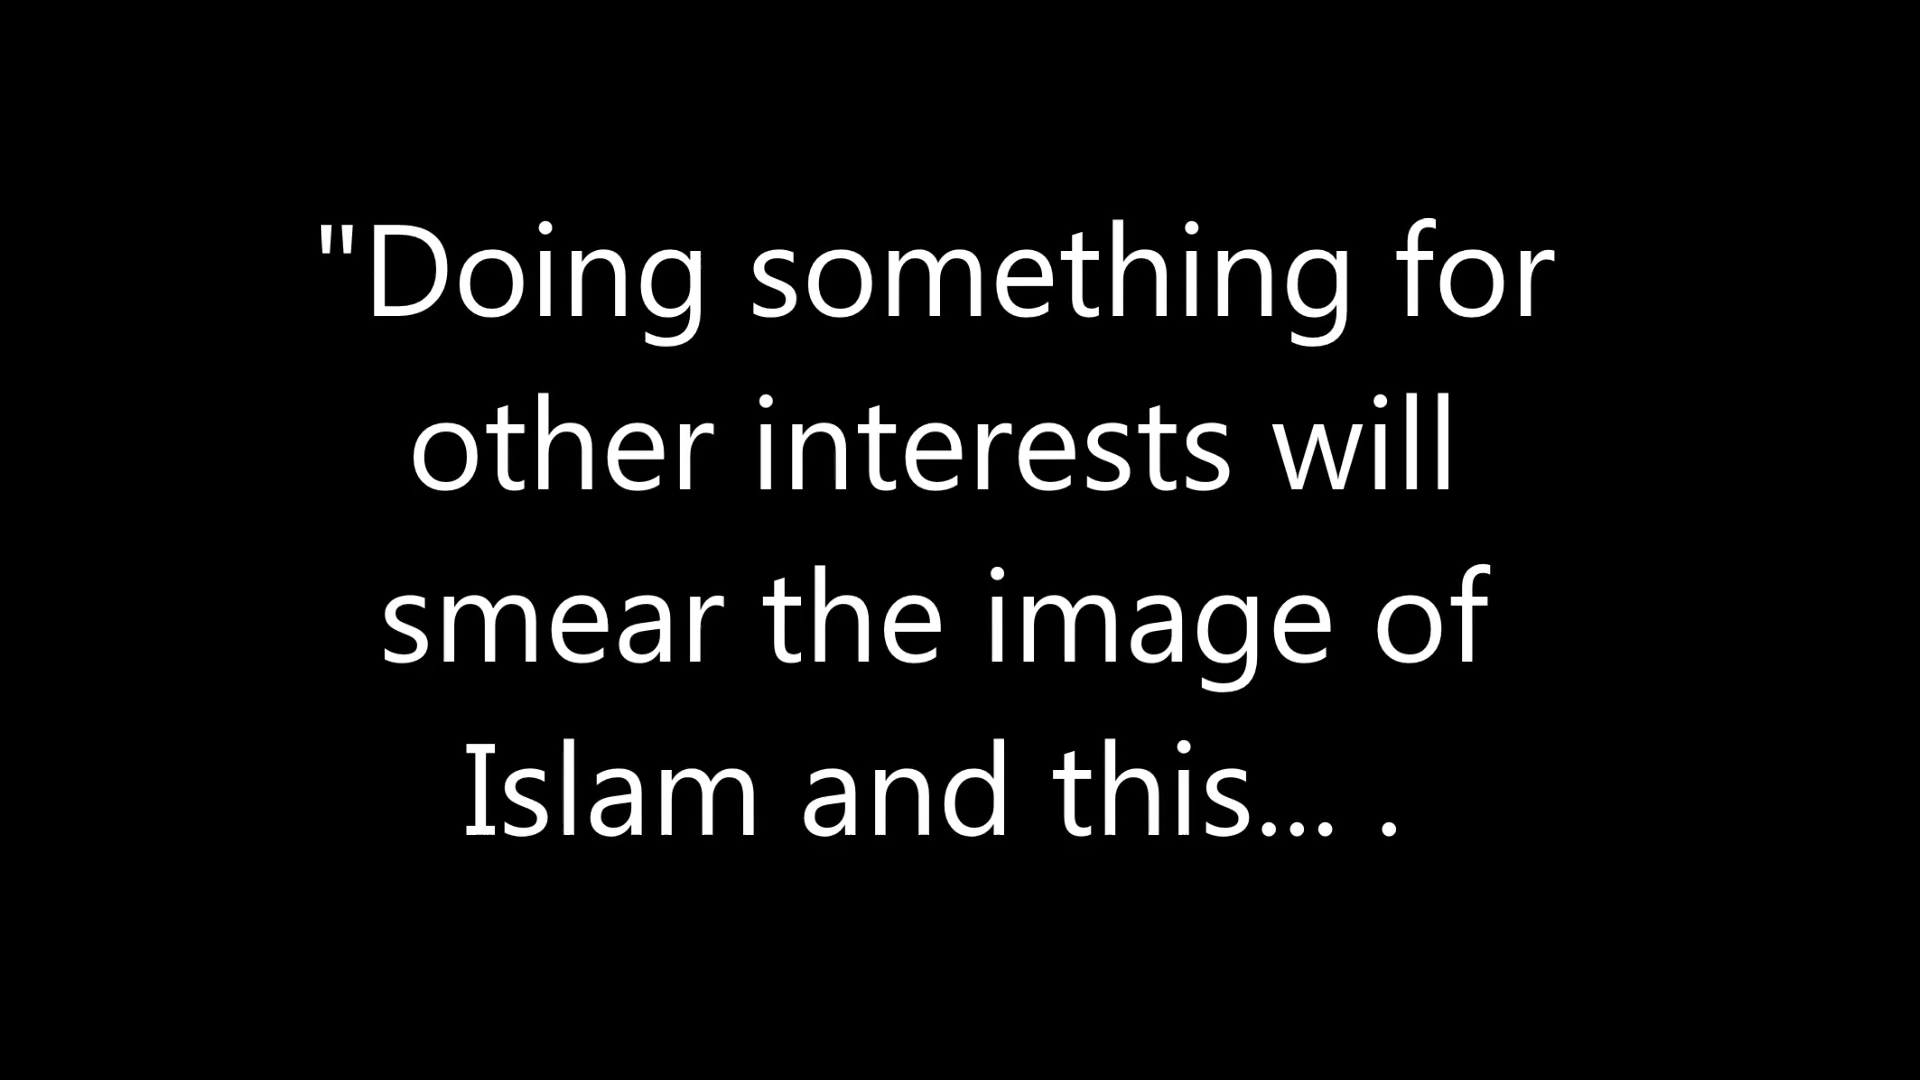 "Doing something for
other interests will
smear the image of
Islam and this... .